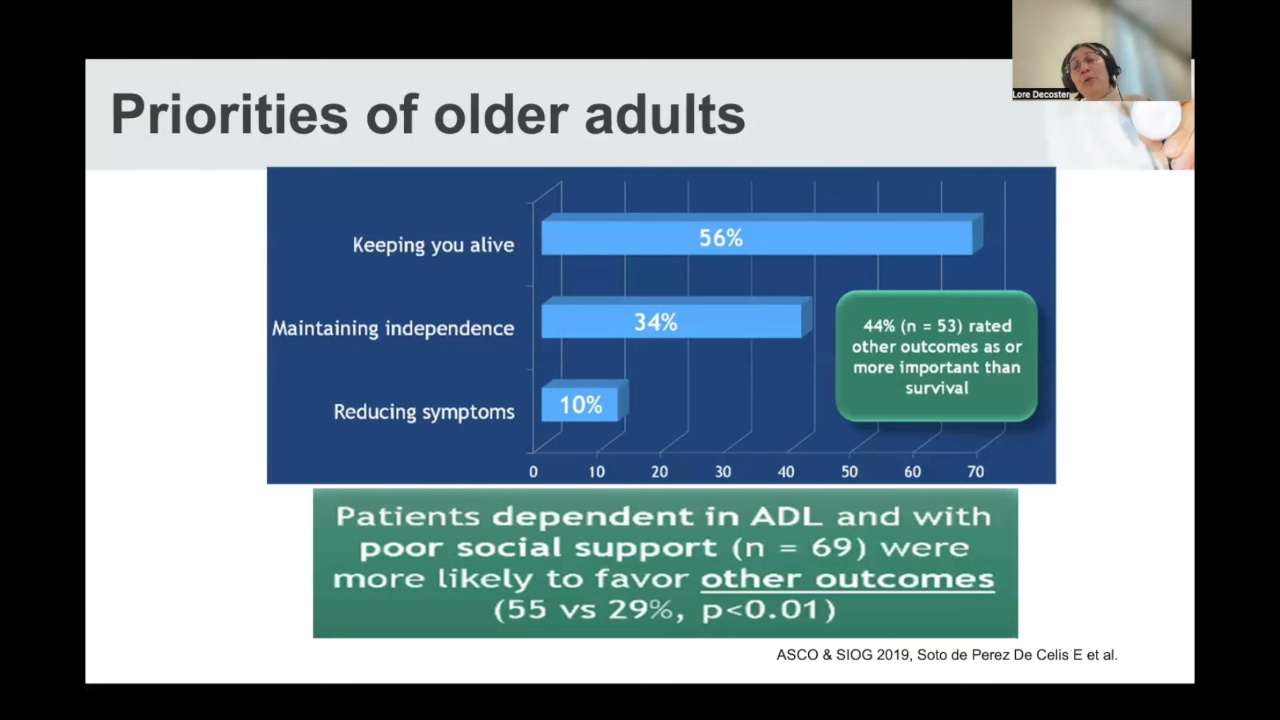 Lore Decoster
Priorities of older adults
Keeping you alive
56%
Maintaining independence
34%
Reducing symptoms
10%
44% (n = 53) rated
other outcomes as or
more important than
survival
0 10 20 30 40 50 60 70
Patients dependent in ADL and with
poor social support (n = 69) were
more likely to favor other outcomes
(55 vs 29%, p<0.01)
ASCO & SIOG 2019, Soto de Perez De Celis E et al.